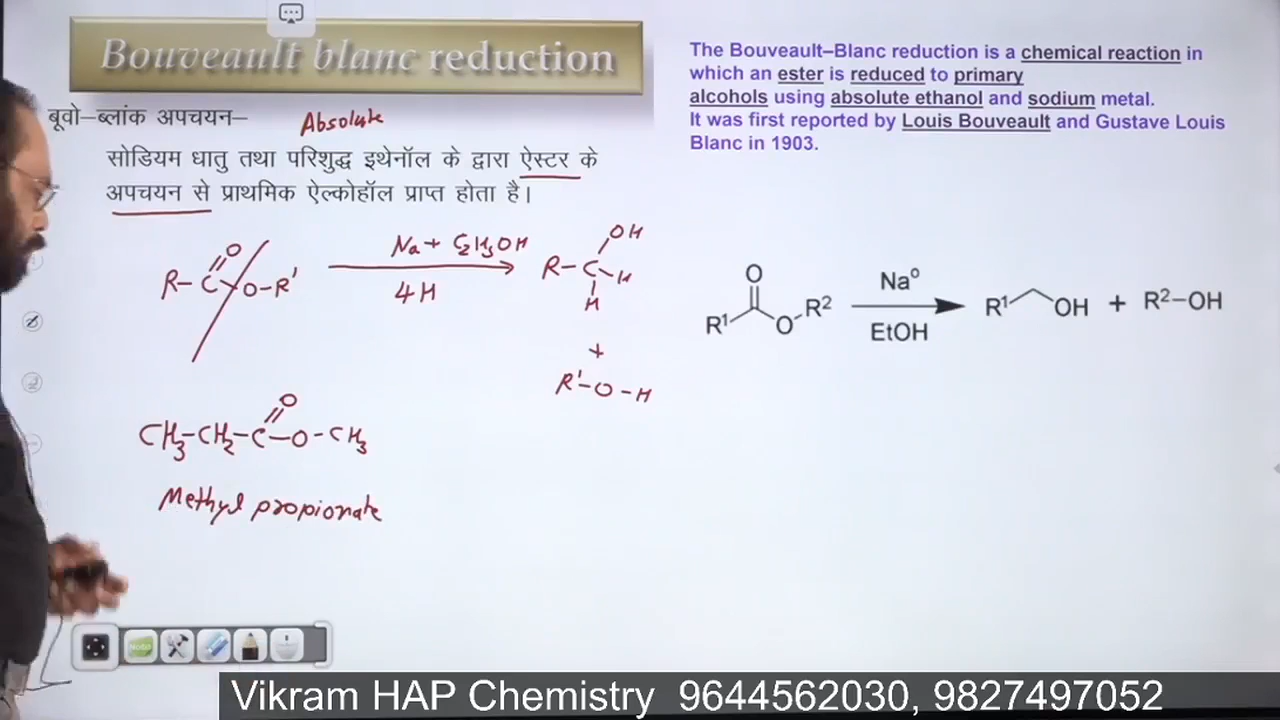 Bouveault blanc reduction
बूवो–ब्लांक अपचयन–
Absolute
सोडियम धातु तथा परिशुद्ध इथेनॉल के द्वारा ऐस्टर के
अपचयन से प्राथमिक ऐल्कोहॉल प्राप्त होता है।
R–C(=O)–O–R'
Na + C₂H₅OH
4H
OH
R–C–H
H
+
R'–O–H
CH₃–CH₂–C(=O)–O–CH₃
Methyl propionate
The Bouveault–Blanc reduction is a chemical reaction in
which an ester is reduced to primary
alcohols using absolute ethanol and sodium metal.
It was first reported by Louis Bouveault and Gustave Louis
Blanc in 1903.
O
R¹ O R²
Na⁰
EtOH
R¹ OH + R²–OH
Note
Vikram HAP Chemistry 9644562030, 9827497052